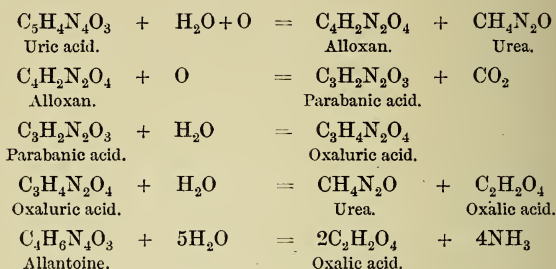 C₅H₄N₄O₃ + H₂O + O = C₄H₂N₂O₄ + CH₄N₂O
Uric acid. Alloxan. Urea.
C₄H₂N₂O₄ + O = C₃H₂N₂O₃ + CO₂
Alloxan. Parabanic acid.
C₃H₂N₂O₃ + H₂O = C₃H₄N₂O₄
Parabanic acid. Oxaluric acid.
C₃H₄N₂O₄ + H₂O = CH₄N₂O + C₂H₂O₄
Oxaluric acid. Urea. Oxalic acid.
C₄H₆N₄O₃ + 5H₂O = 2C₂H₂O₄ + 4NH₃
Allantoine. Oxalic acid.